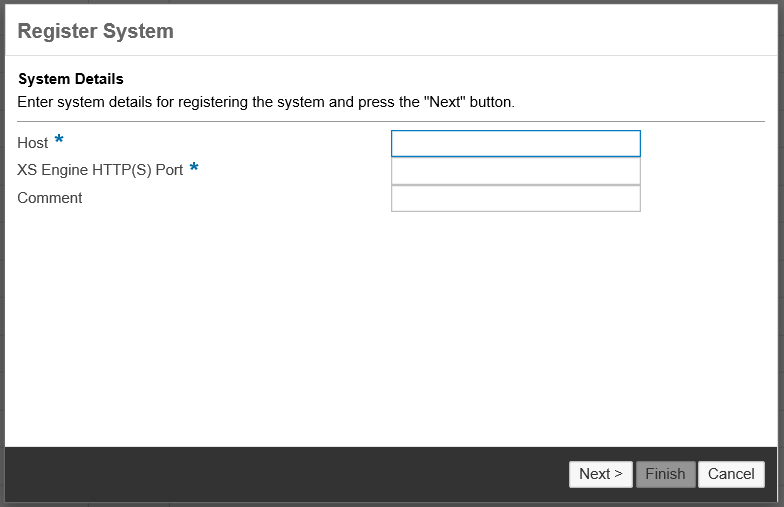 Register System
System Details
Enter system details for registering the system and press the "Next" button.
Host *
XS Engine HTTP(S) Port *
Comment
Next > Finish Cancel